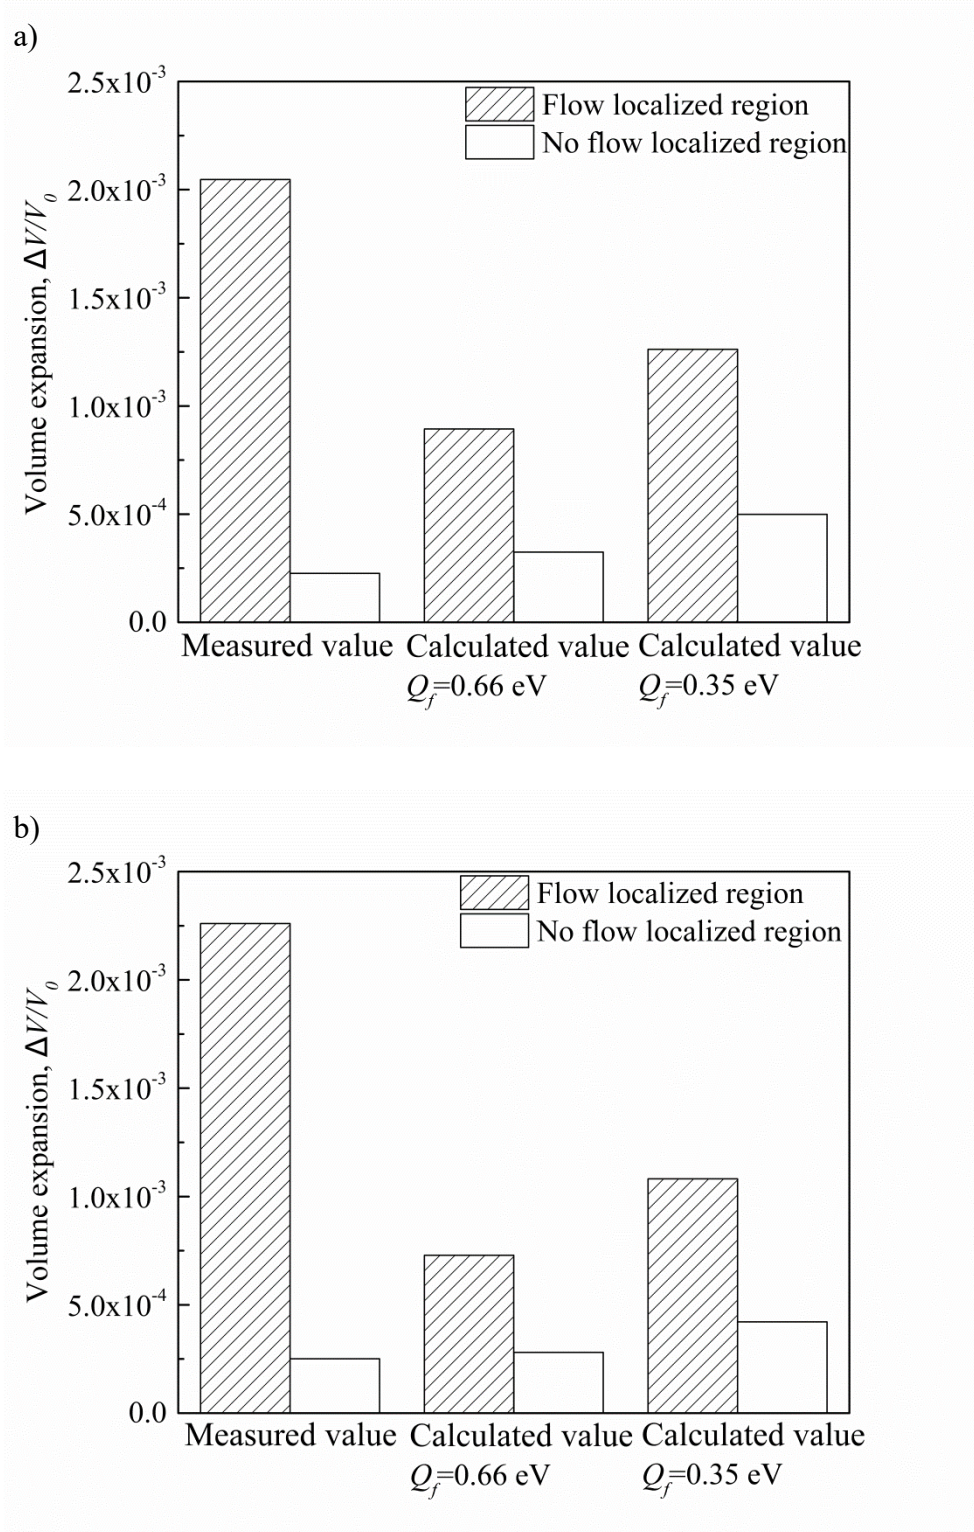 a)
2.5x10⁻³
2.0x10⁻³
1.5x10⁻³
1.0x10⁻³
5.0x10⁻⁴
0.0
Volume expansion, ΔV/V₀
Flow localized region
No flow localized region
Measured value Calculated value Calculated value
Q_f=0.66 eV Q_f=0.35 eV
b)
2.5x10⁻³
2.0x10⁻³
1.5x10⁻³
1.0x10⁻³
5.0x10⁻⁴
0.0
Volume expansion, ΔV/V₀
Flow localized region
No flow localized region
Measured value Calculated value Calculated value
Q_f=0.66 eV Q_f=0.35 eV